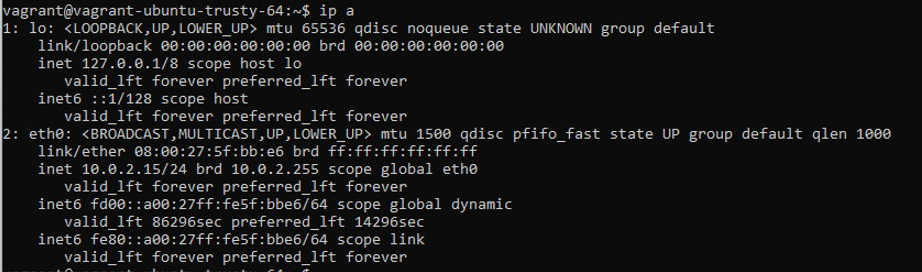 vagrant@vagrant-ubuntu-trusty-64:~$ ip a
1: lo: <LOOPBACK,UP,LOWER_UP> mtu 65536 qdisc noqueue state UNKNOWN group default
    link/loopback 00:00:00:00:00:00 brd 00:00:00:00:00:00
    inet 127.0.0.1/8 scope host lo
       valid_lft forever preferred_lft forever
    inet6 ::1/128 scope host
       valid_lft forever preferred_lft forever
2: eth0: <BROADCAST,MULTICAST,UP,LOWER_UP> mtu 1500 qdisc pfifo_fast state UP group default qlen 1000
    link/ether 08:00:27:5f:bb:e6 brd ff:ff:ff:ff:ff:ff
    inet 10.0.2.15/24 brd 10.0.2.255 scope global eth0
       valid_lft forever preferred_lft forever
    inet6 fd00::a00:27ff:fe5f:bbe6/64 scope global dynamic
       valid_lft 86296sec preferred_lft 14296sec
    inet6 fe80::a00:27ff:fe5f:bbe6/64 scope link
       valid_lft forever preferred_lft forever